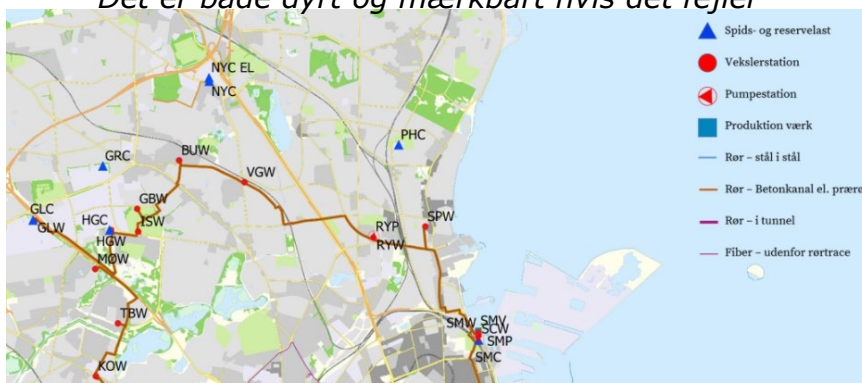 Det er både dyrt og mærkbart hvis det fejler
Spids- og reservelast
Vekslerstation
Pumpestation
Produktion værk
Rør – stål i stål
Rør – Betonkanal el. prære
Rør – i tunnel
Fiber – udenfor rørtrace
NYC EL
NYC
PHC
BUW
GRC
VGW
GBW
GLC
HGC
ISW
GLW
HGW
RYP
SPW
RYW
MØW
TBW
SMW
SMV
SCW
SMP
SMC
KOW